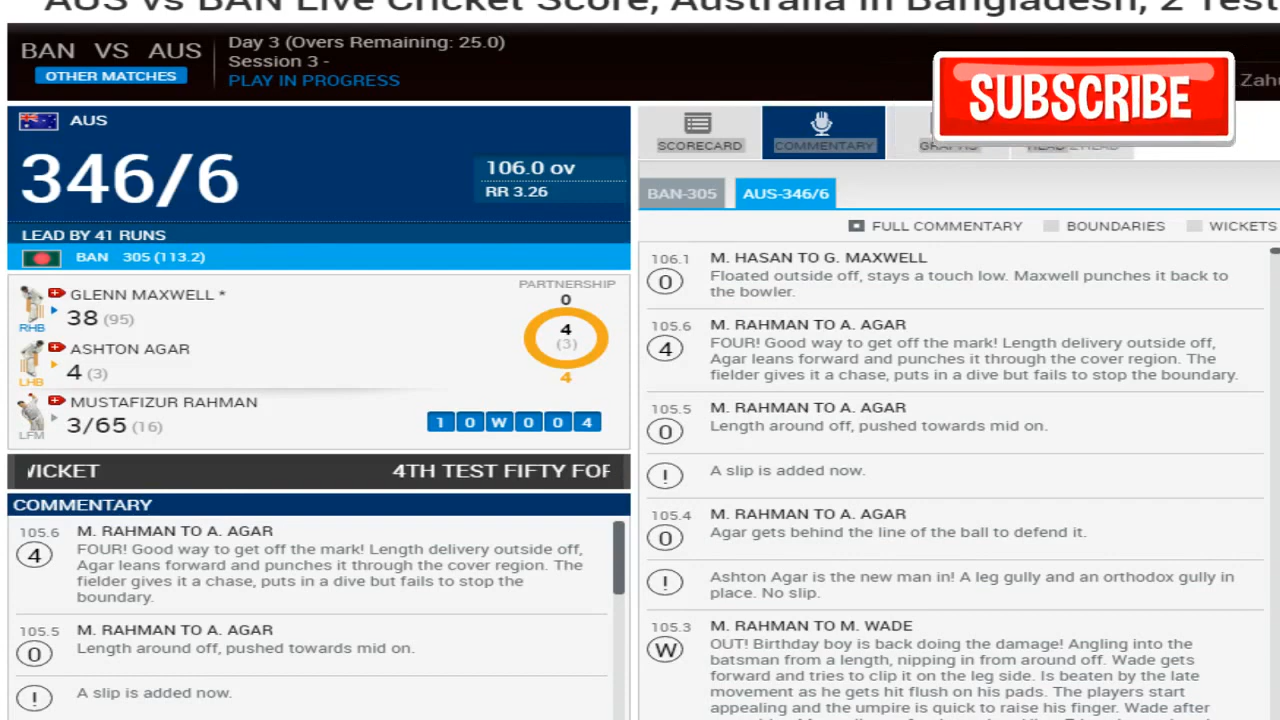 AUS vs BAN Live Cricket Score, Australia in Bangladesh, 2 Test
BAN VS AUS
OTHER MATCHES
Day 3 (Overs Remaining: 25.0)
Session 3 -
PLAY IN PROGRESS
SUBSCRIBE
Zahu
AUS
346/6
106.0 ov
RR 3.26
LEAD BY 41 RUNS
BAN 305 (113.2)
GLENN MAXWELL *
38 (95)
RHB
ASHTON AGAR
4 (3)
LHB
MUSTAFIZUR RAHMAN
3/65 (16)
LFM
PARTNERSHIP
0
4
(3)
4
1 0 W 0 0 4
WICKET 4TH TEST FIFTY FOR
COMMENTARY
105.6 M. RAHMAN TO A. AGAR
4 FOUR! Good way to get off the mark! Length delivery outside off,
Agar leans forward and punches it through the cover region. The
fielder gives it a chase, puts in a dive but fails to stop the
boundary.
105.5 M. RAHMAN TO A. AGAR
0 Length around off, pushed towards mid on.
! A slip is added now.
SCORECARD
COMMENTARY
GRAPHS
BAN-305
AUS-346/6
FULL COMMENTARY BOUNDARIES WICKETS
106.1 M. HASAN TO G. MAXWELL
0 Floated outside off, stays a touch low. Maxwell punches it back to
the bowler.
105.6 M. RAHMAN TO A. AGAR
4 FOUR! Good way to get off the mark! Length delivery outside off,
Agar leans forward and punches it through the cover region. The
fielder gives it a chase, puts in a dive but fails to stop the boundary.
105.5 M. RAHMAN TO A. AGAR
0 Length around off, pushed towards mid on.
! A slip is added now.
105.4 M. RAHMAN TO A. AGAR
0 Agar gets behind the line of the ball to defend it.
! Ashton Agar is the new man in! A leg gully and an orthodox gully in
place. No slip.
105.3 M. RAHMAN TO M. WADE
W OUT! Birthday boy is back doing the damage! Angling into the
batsman from a length, nipping in from around off. Wade gets
forward and tries to clip it on the leg side. Is beaten by the late
movement as he gets hit flush on his pads. The players start
appealing and the umpire is quick to raise his finger. Wade after